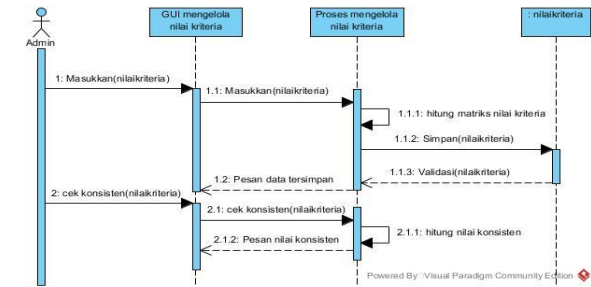 GUI mengelola
nilai kriteria
Proses mengelola
nilai kriteria
: nilaikriteria
Admin
1: Masukkan(nilaikriteria)
1.1: Masukkan(nilaikriteria)
1.1.1: hitung matriks nilai kriteria
1.1.2: Simpan(nilaikriteria)
1.1.3: Validasi(nilaikriteria)
1.2: Pesan data tersimpan
2: cek konsisten(nilaikriteria)
2.1: cek konsisten(nilaikriteria)
2.1.1: hitung nilai konsisten
2.1.2: Pesan nilai konsisten
Powered By Visual Paradigm Community Edition